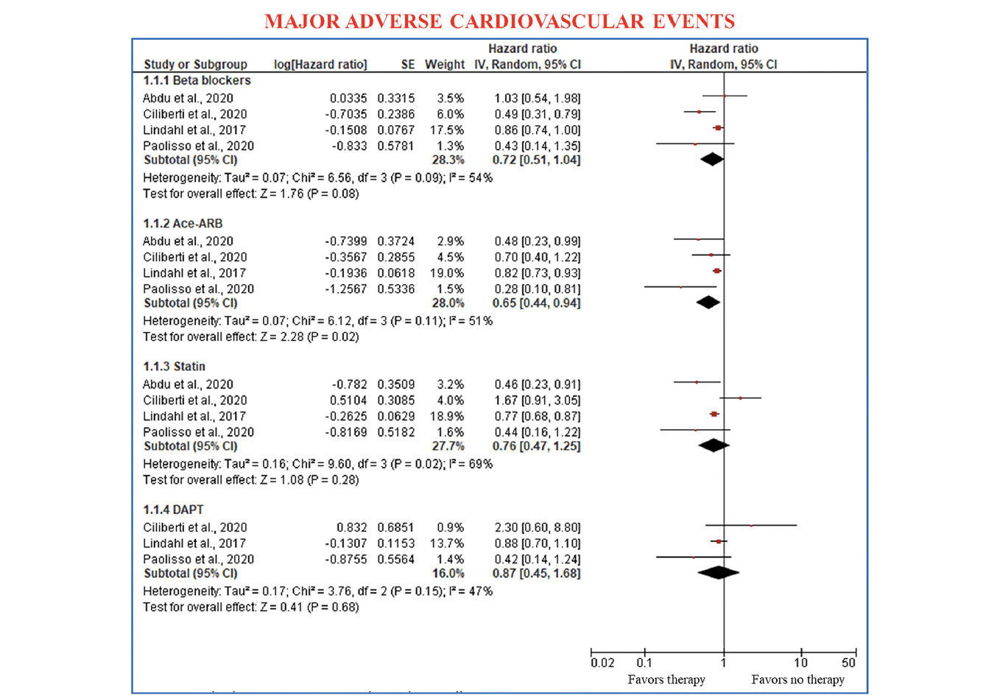 MAJOR ADVERSE CARDIOVASCULAR EVENTS
Hazard ratio Hazard ratio
Study or Subgroup log[Hazard ratio] SE Weight IV, Random, 95% CI IV, Random, 95% CI
1.1.1 Beta blockers
Abdu et al., 2020 0.0335 0.3315 3.5% 1.03 [0.54, 1.98]
Ciliberti et al., 2020 -0.7035 0.2386 6.0% 0.49 [0.31, 0.79]
Lindahl et al., 2017 -0.1508 0.0767 17.5% 0.86 [0.74, 1.00]
Paolisso et al., 2020 -0.833 0.5781 1.3% 0.43 [0.14, 1.35]
Subtotal (95% CI) 28.3% 0.72 [0.51, 1.04]
Heterogeneity: Tau² = 0.07; Chi² = 6.56, df = 3 (P = 0.09); I² = 54%
Test for overall effect: Z = 1.76 (P = 0.08)
1.1.2 Ace-ARB
Abdu et al., 2020 -0.7399 0.3724 2.9% 0.48 [0.23, 0.99]
Ciliberti et al., 2020 -0.3567 0.2855 4.5% 0.70 [0.40, 1.22]
Lindahl et al., 2017 -0.1936 0.0618 19.0% 0.82 [0.73, 0.93]
Paolisso et al., 2020 -1.2567 0.5336 1.5% 0.28 [0.10, 0.81]
Subtotal (95% CI) 28.0% 0.65 [0.44, 0.94]
Heterogeneity: Tau² = 0.07; Chi² = 6.12, df = 3 (P = 0.11); I² = 51%
Test for overall effect: Z = 2.28 (P = 0.02)
1.1.3 Statin
Abdu et al., 2020 -0.782 0.3509 3.2% 0.46 [0.23, 0.91]
Ciliberti et al., 2020 0.5104 0.3085 4.0% 1.67 [0.91, 3.05]
Lindahl et al., 2017 -0.2625 0.0629 18.9% 0.77 [0.68, 0.87]
Paolisso et al., 2020 -0.8169 0.5182 1.6% 0.44 [0.16, 1.22]
Subtotal (95% CI) 27.7% 0.76 [0.47, 1.25]
Heterogeneity: Tau² = 0.16; Chi² = 9.60, df = 3 (P = 0.02); I² = 69%
Test for overall effect: Z = 1.08 (P = 0.28)
1.1.4 DAPT
Ciliberti et al., 2020 0.832 0.6851 0.9% 2.30 [0.60, 8.80]
Lindahl et al., 2017 -0.1307 0.1153 13.7% 0.88 [0.70, 1.10]
Paolisso et al., 2020 -0.8755 0.5564 1.4% 0.42 [0.14, 1.24]
Subtotal (95% CI) 16.0% 0.87 [0.45, 1.68]
Heterogeneity: Tau² = 0.17; Chi² = 3.76, df = 2 (P = 0.15); I² = 47%
Test for overall effect: Z = 0.41 (P = 0.68)
0.02 0.1 1 10 50
Favors therapy Favors no therapy